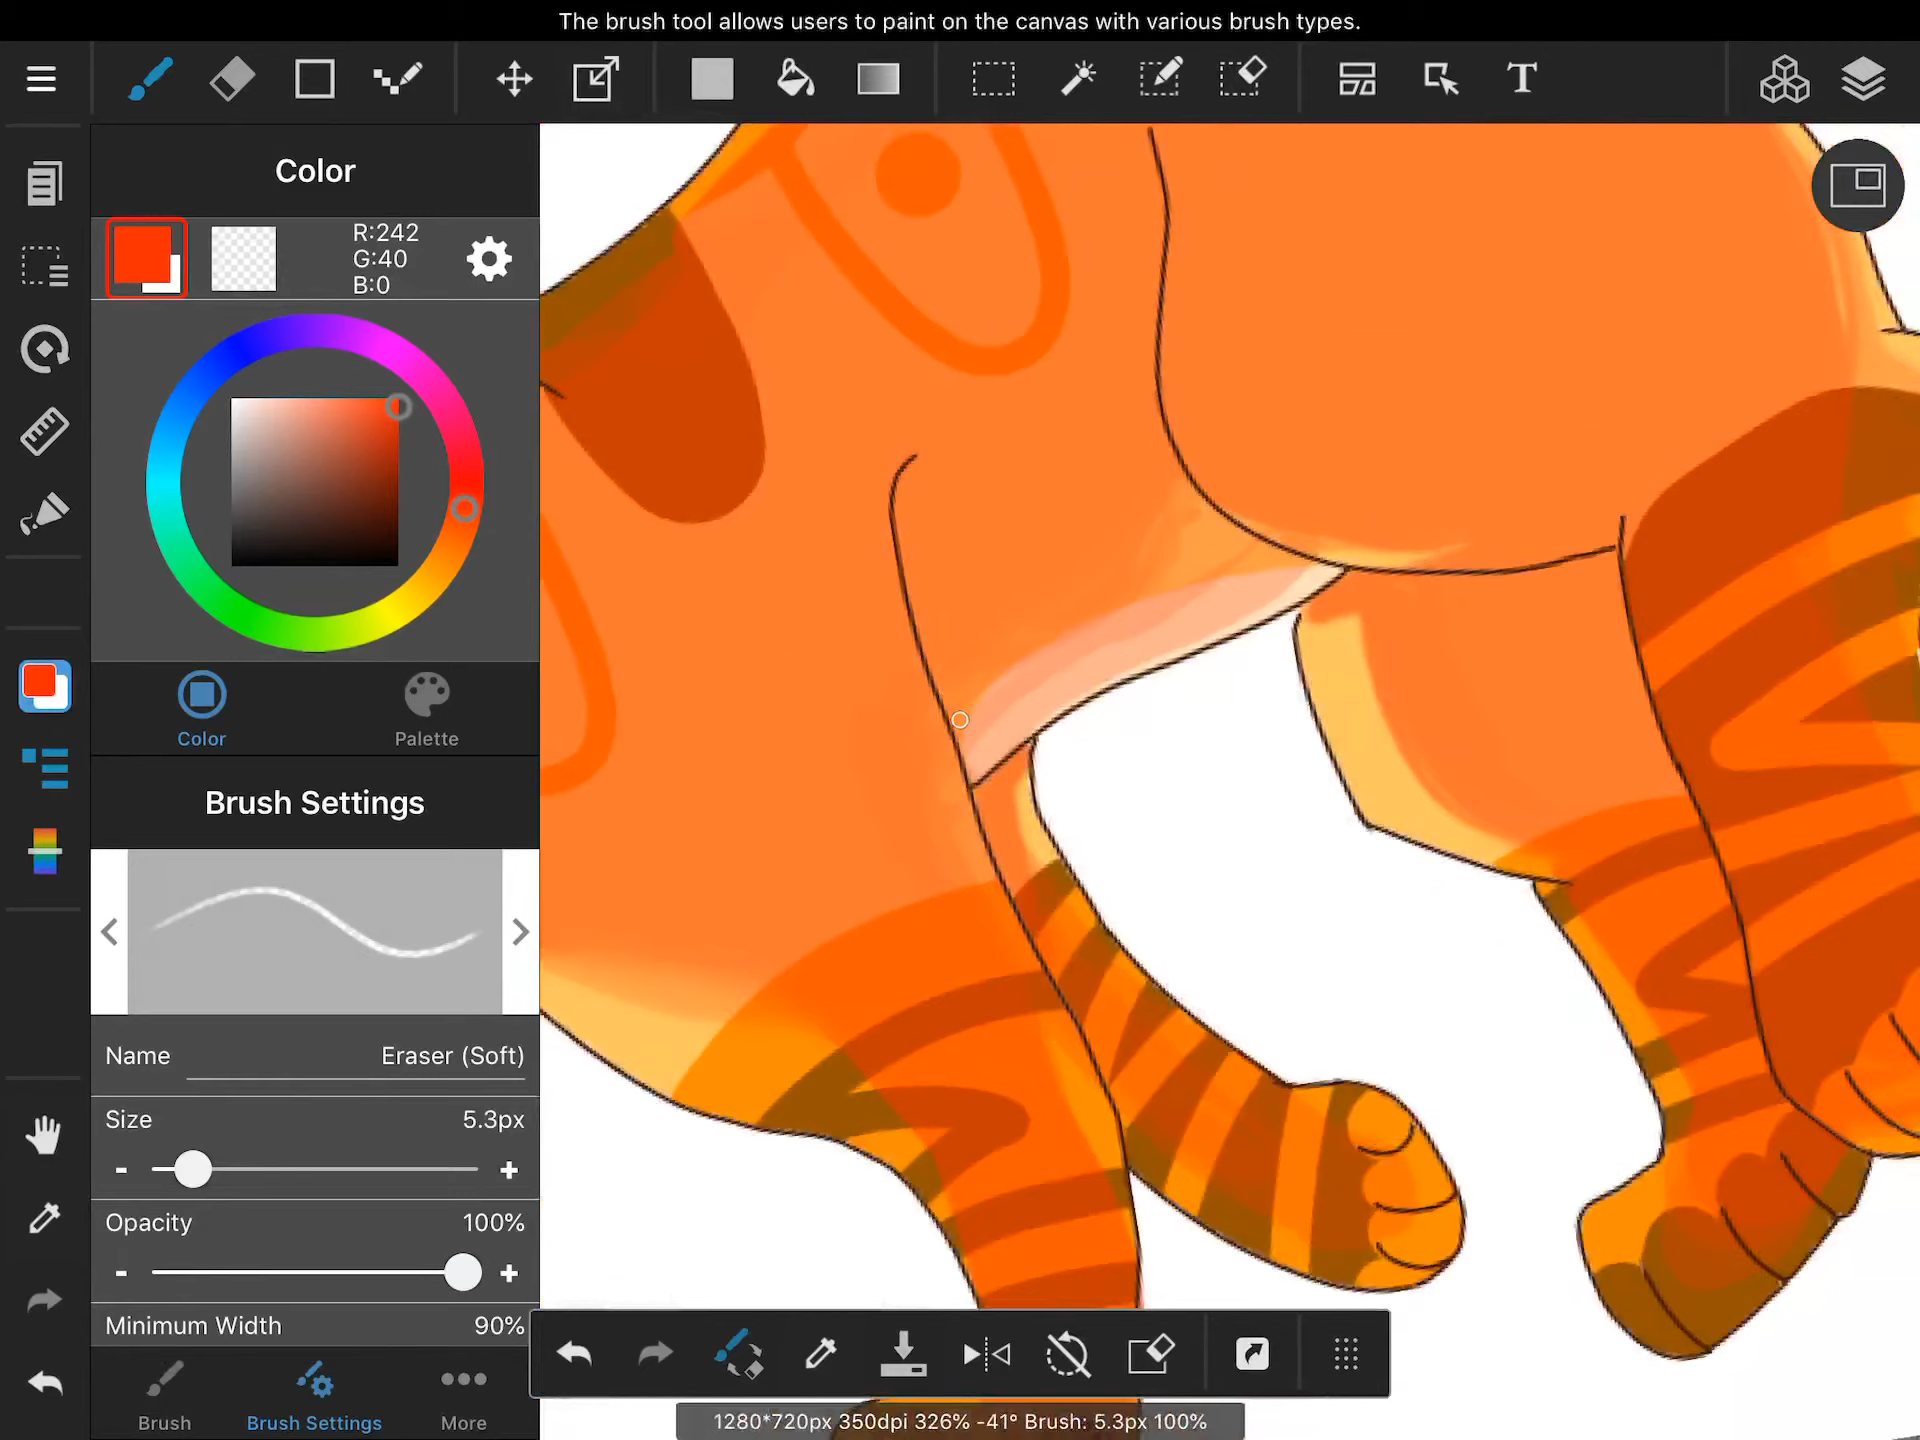 The brush tool allows users to paint on the canvas with various brush types.
T
Color
R:242
G:40
B:0
Color
Palette
Brush Settings
Name
Eraser (Soft)
Size
5.3px
-
+
Opacity
100%
-
+
Minimum Width
90%
Brush
Brush Settings
More
1280*720px 350dpi 326% -41° Brush: 5.3px 100%